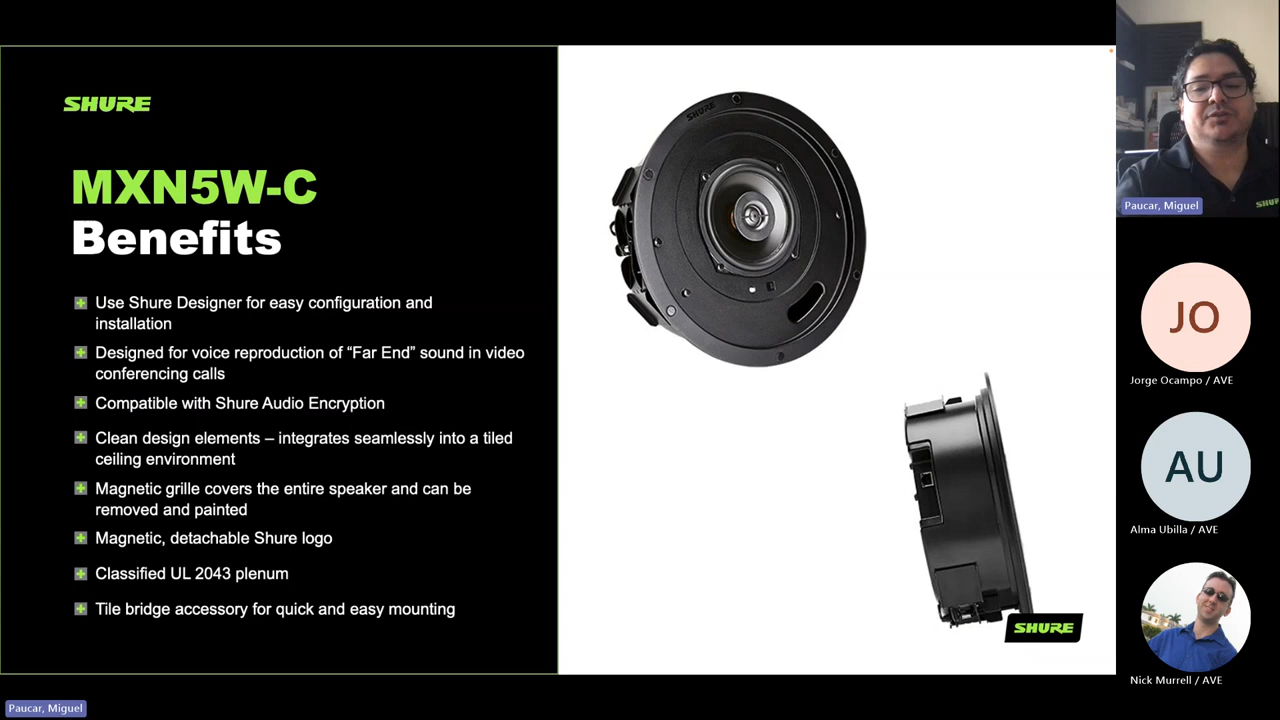 SHURE
MXN5W-C
Benefits
Use Shure Designer for easy configuration and
installation
Designed for voice reproduction of “Far End” sound in video
conferencing calls
Compatible with Shure Audio Encryption
Clean design elements – integrates seamlessly into a tiled
ceiling environment
Magnetic grille covers the entire speaker and can be
removed and painted
Magnetic, detachable Shure logo
Classified UL 2043 plenum
Tile bridge accessory for quick and easy mounting
SHURE
SHURE
Paucar, Miguel
SHURE
JO
Jorge Ocampo / AVE
AU
Alma Ubilla / AVE
Nick Murrell / AVE
Paucar, Miguel